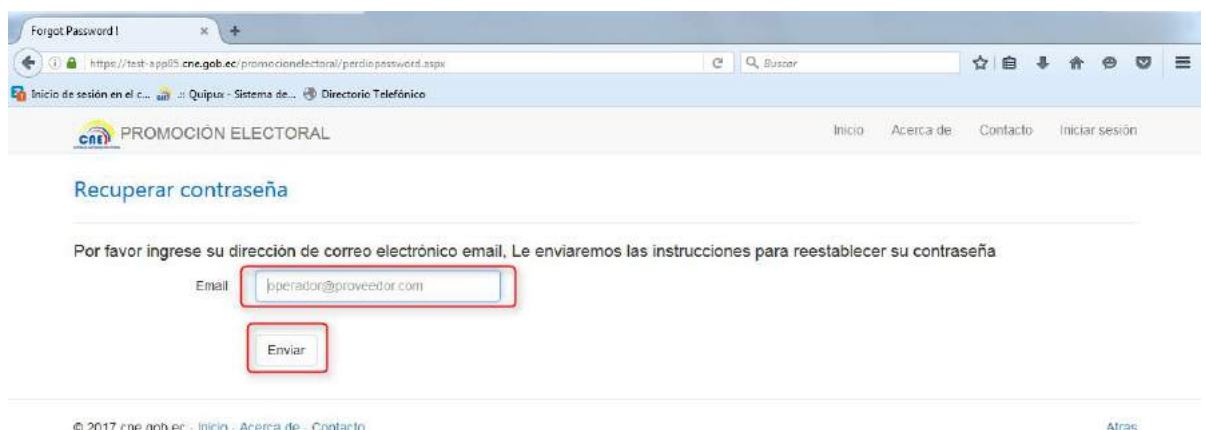 Forgot Password !
https://test-app05.cne.gob.ec/promocionelectoral/perdiopassword.aspx
Buscar
Inicio de sesión en el c... .:: Quipux - Sistema de... Directorio Telefónico
cne PROMOCIÓN ELECTORAL Inicio Acerca de Contacto Iniciar sesión
Recuperar contraseña
Por favor ingrese su dirección de correo electrónico email, Le enviaremos las instrucciones para reestablecer su contraseña
Email operador@proveedor.com
Enviar
© 2017 cne.gob.ec - Inicio - Acerca de - Contacto Atras